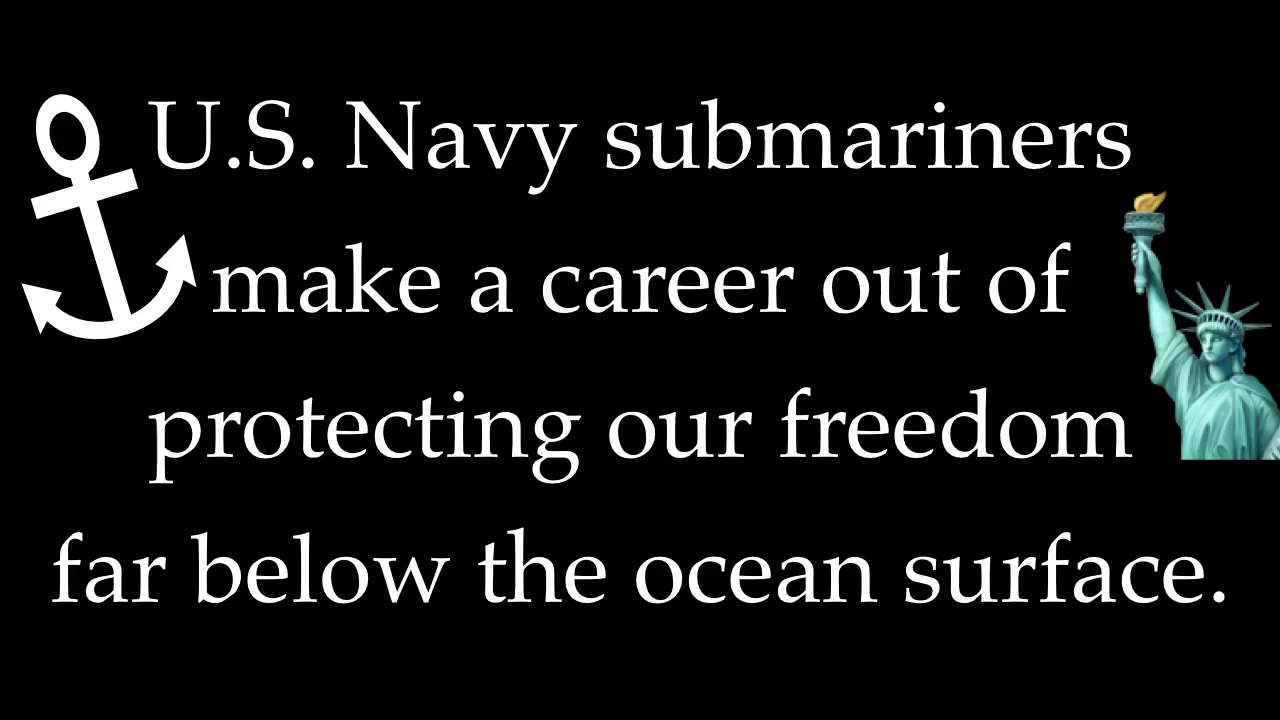 U.S. Navy submariners
make a career out of
protecting our freedom
far below the ocean surface.